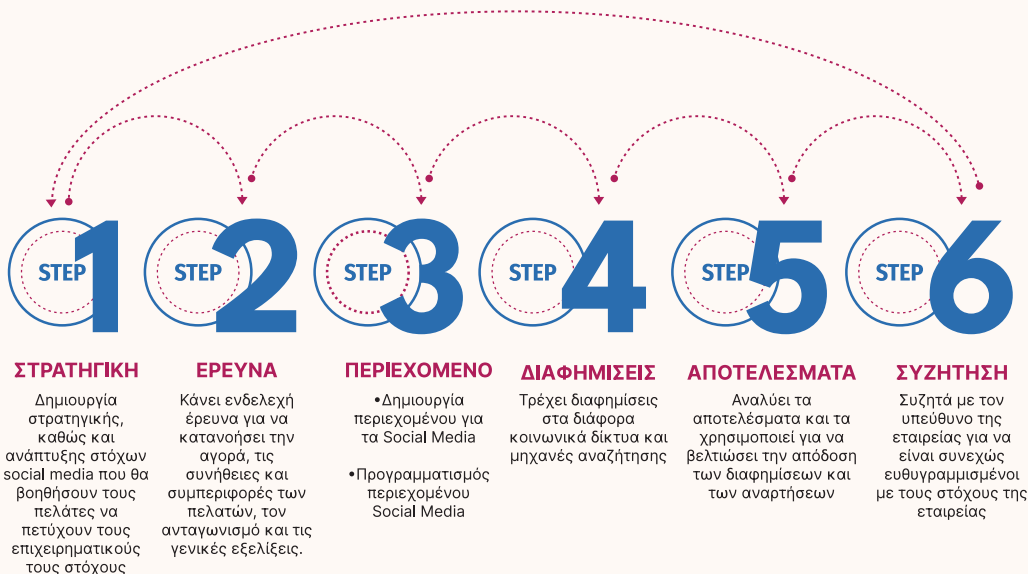 STEP 1
ΣΤΡΑΤΗΓΙΚΗ
Δημιουργία
στρατηγικής,
καθώς και
ανάπτυξης στόχων
social media που θα
βοηθήσουν τους
πελάτες να
πετύχουν τους
επιχειρηματικούς
τους στόχους
STEP 2
ΕΡΕΥΝΑ
Κάνει ενδελεχή
έρευνα για να
κατανοήσει την
αγορά, τις
συνήθειες και
συμπεριφορές των
πελατών, τον
ανταγωνισμό και τις
γενικές εξελίξεις.
STEP 3
ΠΕΡΙΕΧΟΜΕΝΟ
•Δημιουργία
περιεχομένου για
τα Social Media
•Προγραμματισμός
περιεχομένου
Social Media
STEP 4
ΔΙΑΦΗΜΙΣΕΙΣ
Τρέχει διαφημίσεις
στα διάφορα
κοινωνικά δίκτυα και
μηχανές αναζήτησης
STEP 5
ΑΠΟΤΕΛΕΣΜΑΤΑ
Αναλύει τα
αποτελέσματα και τα
χρησιμοποιεί για να
βελτιώσει την απόδοση
των διαφημίσεων και
των αναρτήσεων
STEP 6
ΣΥΖΗΤΗΣΗ
Συζητά με τον
υπεύθυνο της
εταιρείας για να
είναι συνεχώς
ευθυγραμμισμένοι
με τους στόχους της
εταιρείας